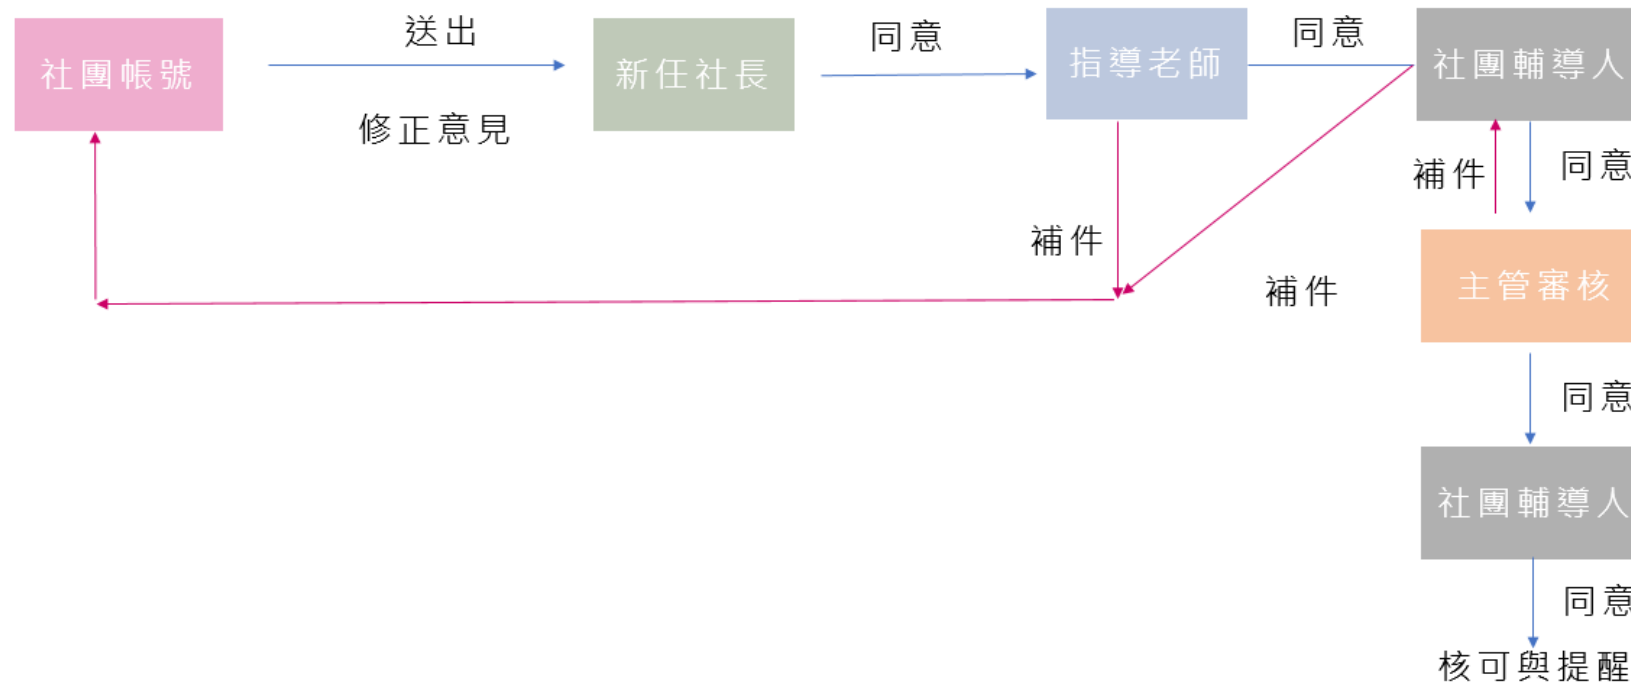 送出
同意
同意
社團帳號
新任社長
指導老師
社團輔導人
修正意見
補件
同意
補件
補件
主管審核
同意
社團輔導人
同意
核可與提醒